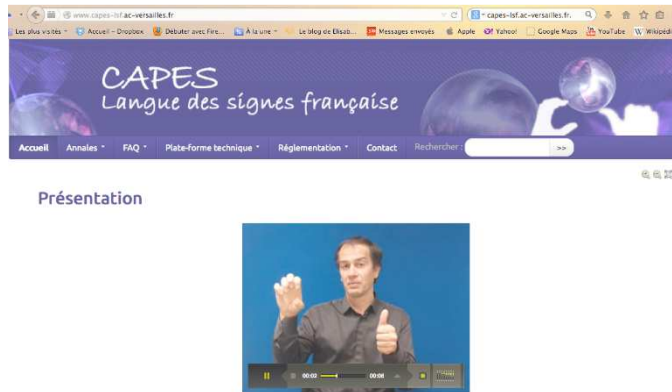 www.capes-lsf.ac-versailles.fr
capes-lsf.ac-versailles.fr.
Les plus visités
Accueil – Dropbox
Débuter avec Fire...
À la une
Le blog de Elisab...
Messages envoyés
Apple
Yahoo!
Google Maps
YouTube
Wikipédi
CAPES
Langue des signes française
Accueil
Annales
FAQ
Plate-forme technique
Réglementation
Contact
Rechercher :
>>
Présentation
00:02
00:08